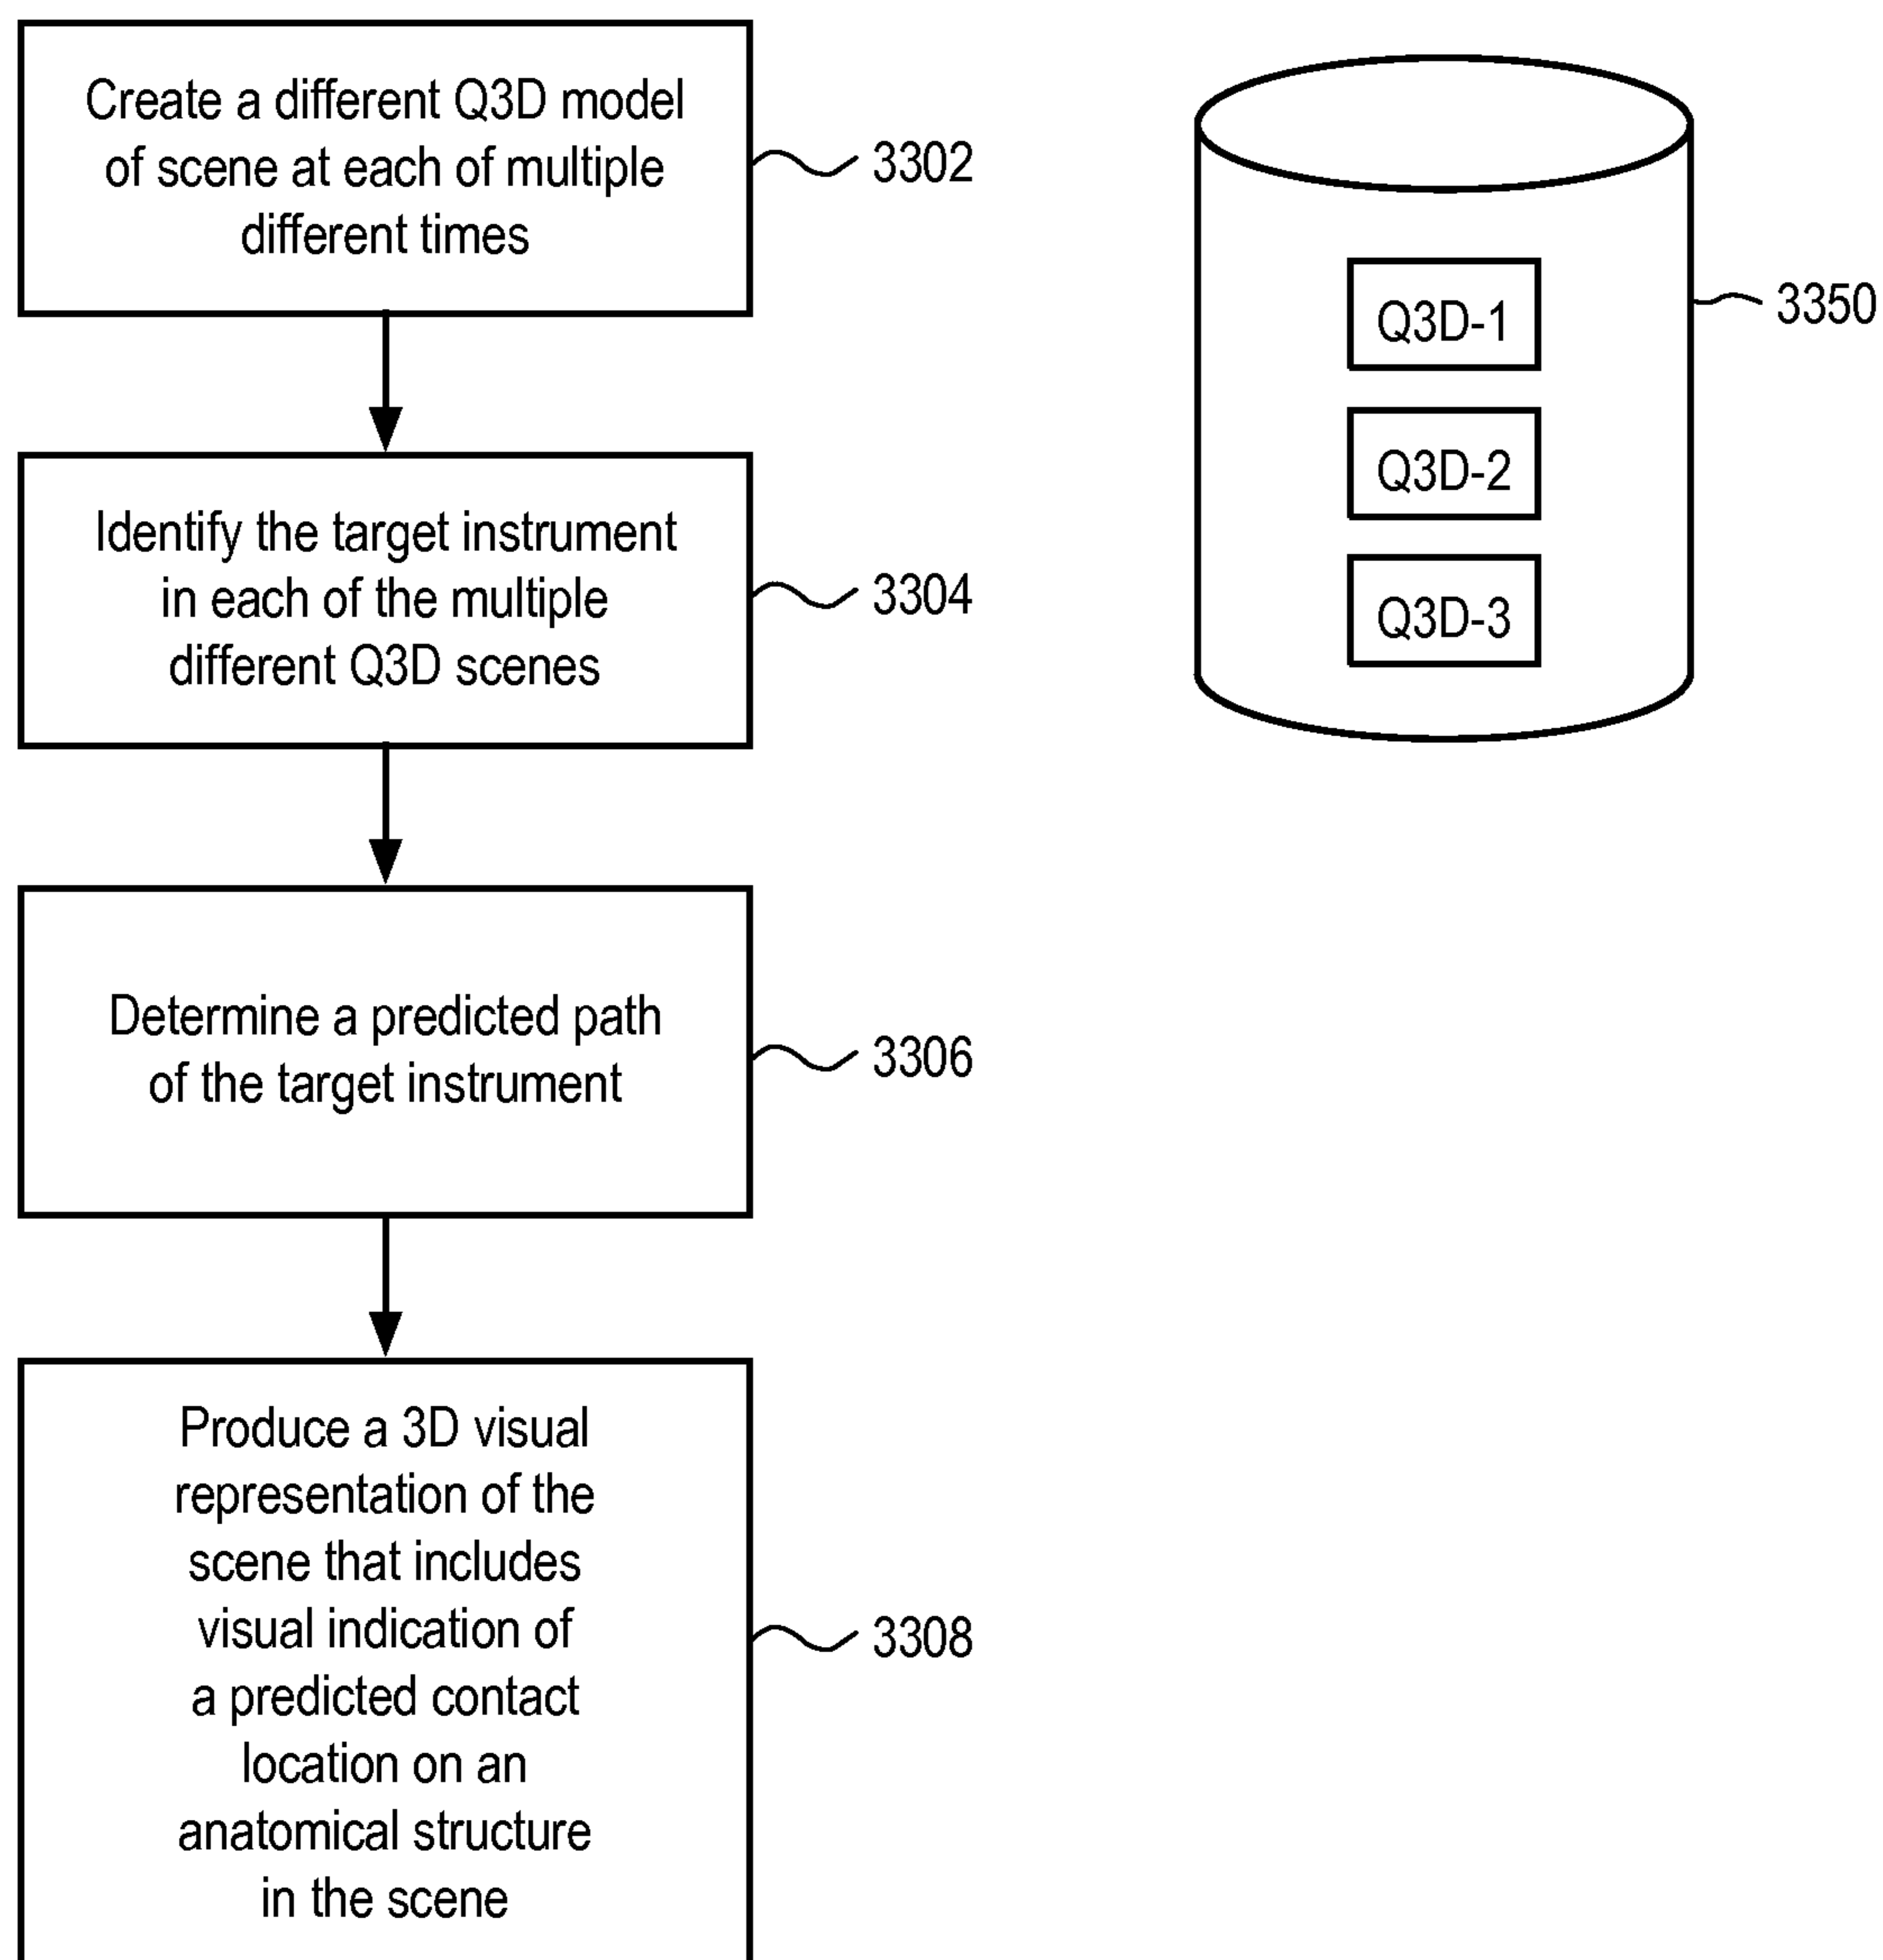 Create a different Q3D model
of scene at each of multiple
different times
3302
Identify the target instrument
in each of the multiple
different Q3D scenes
3304
Determine a predicted path
of the target instrument
3306
Produce a 3D visual
representation of the
scene that includes
visual indication of
a predicted contact
location on an
anatomical structure
in the scene
3308
Q3D-1
Q3D-2
Q3D-3
3350